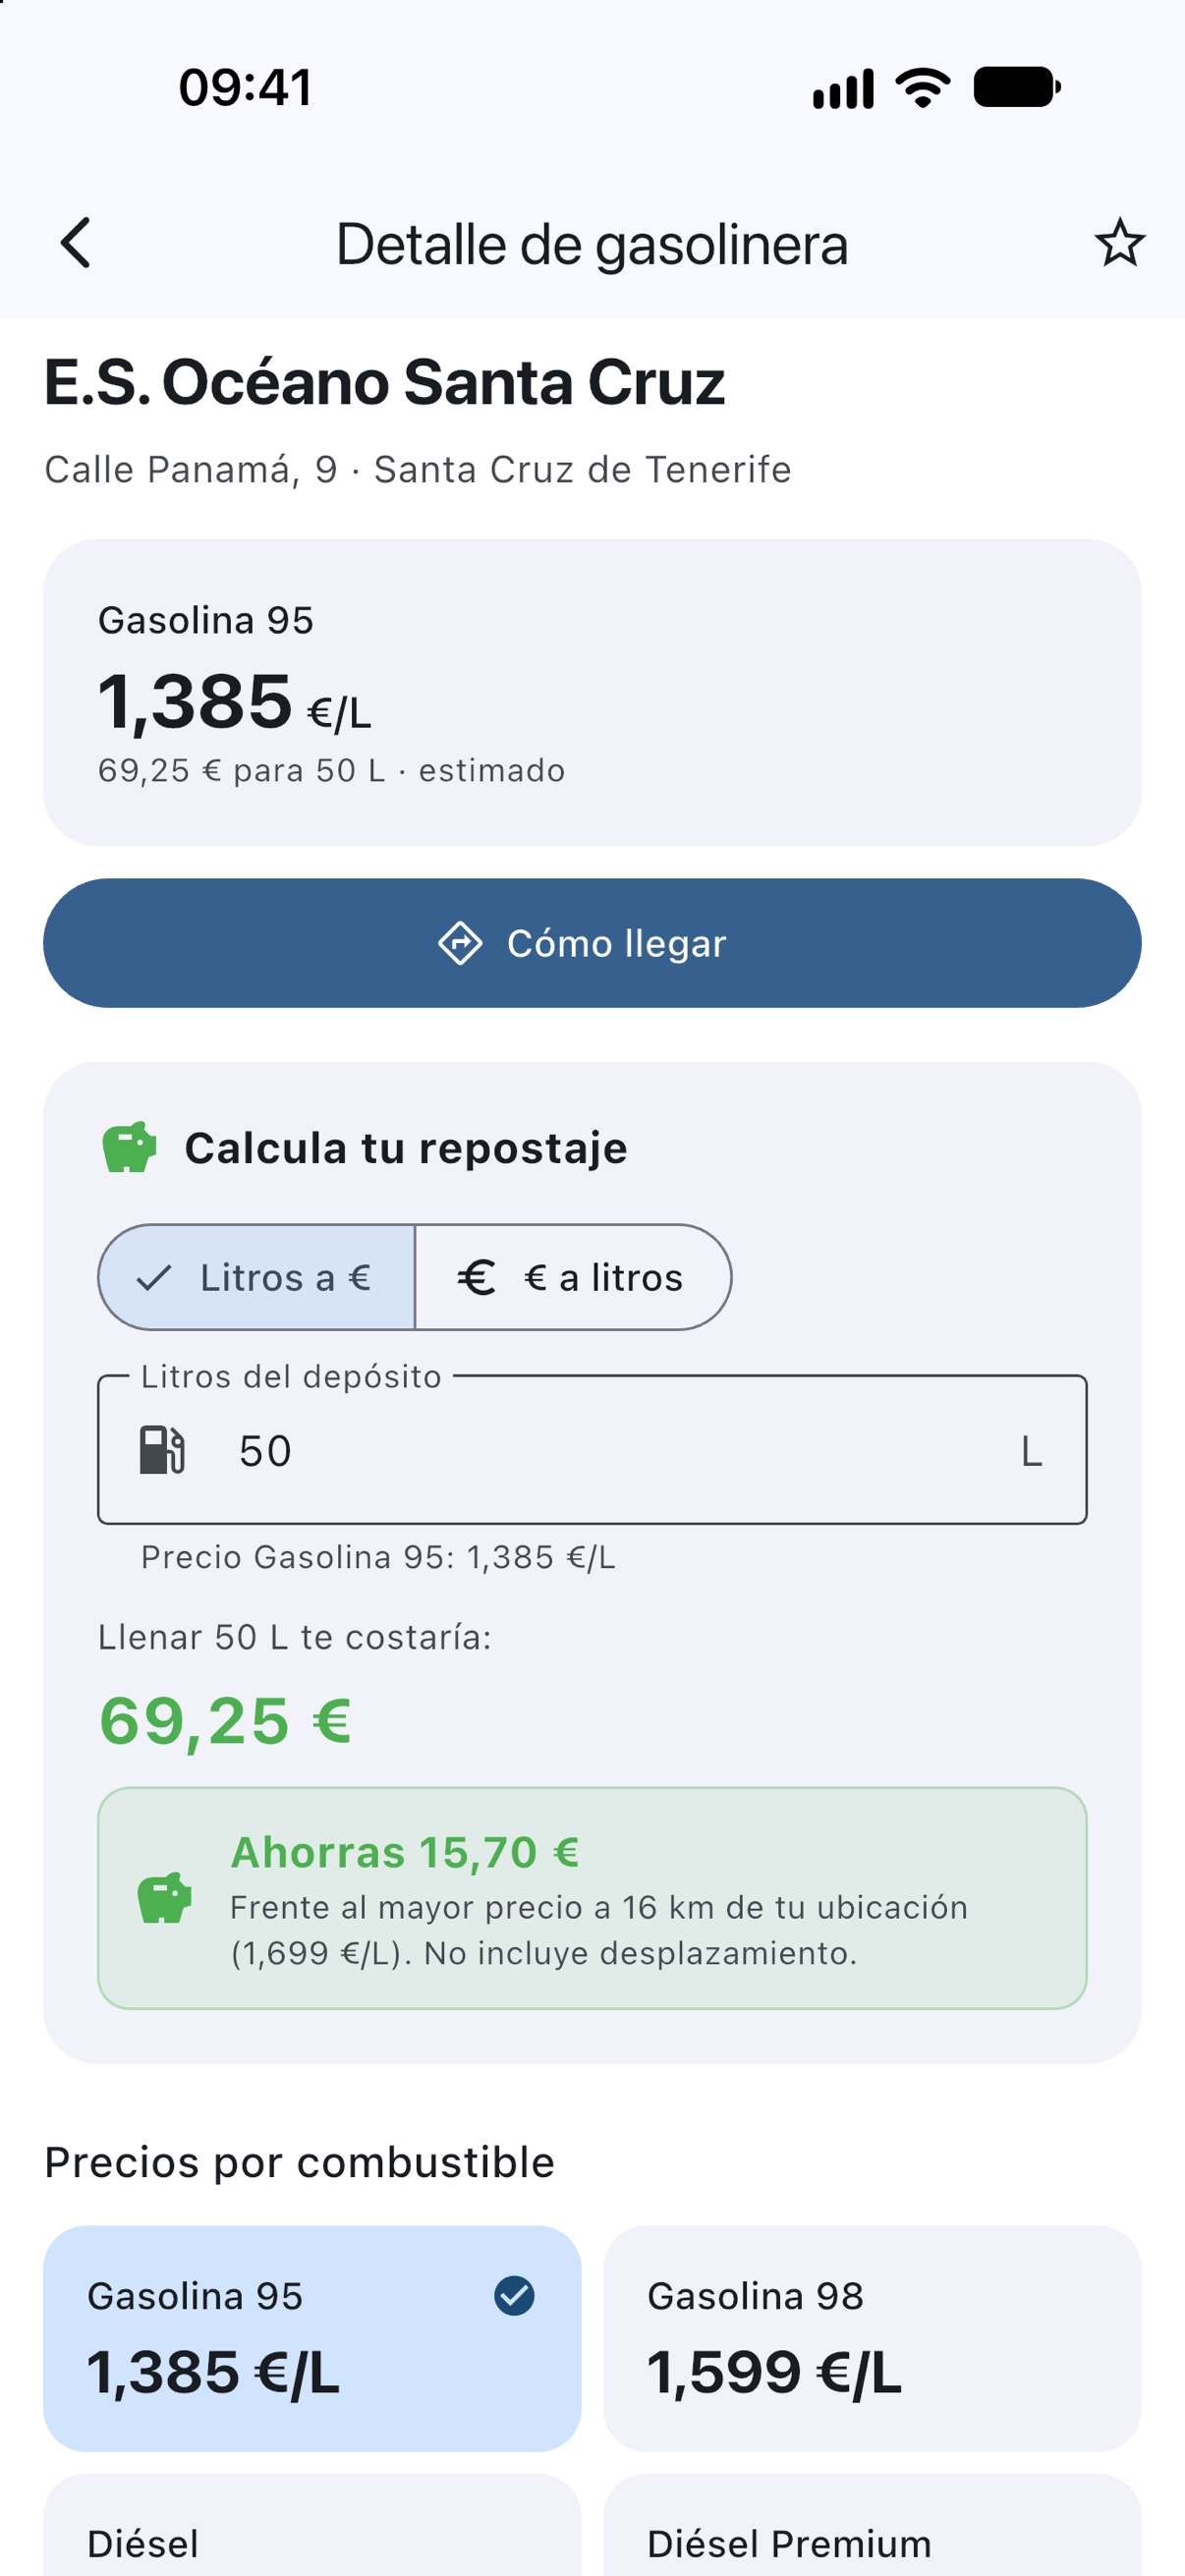 09:41
Detalle de gasolinera
E.S. Océano Santa Cruz
Calle Panamá, 9 · Santa Cruz de Tenerife
Gasolina 95
1,385 €/L
69,25 € para 50 L · estimado
Cómo llegar
Calcula tu repostaje
Litros a €
€ € a litros
Litros del depósito
50 L
Precio Gasolina 95: 1,385 €/L
Llenar 50 L te costaría:
69,25 €
Ahorras 15,70 €
Frente al mayor precio a 16 km de tu ubicación
(1,699 €/L). No incluye desplazamiento.
Precios por combustible
Gasolina 95
1,385 €/L
Gasolina 98
1,599 €/L
Diésel
Diésel Premium